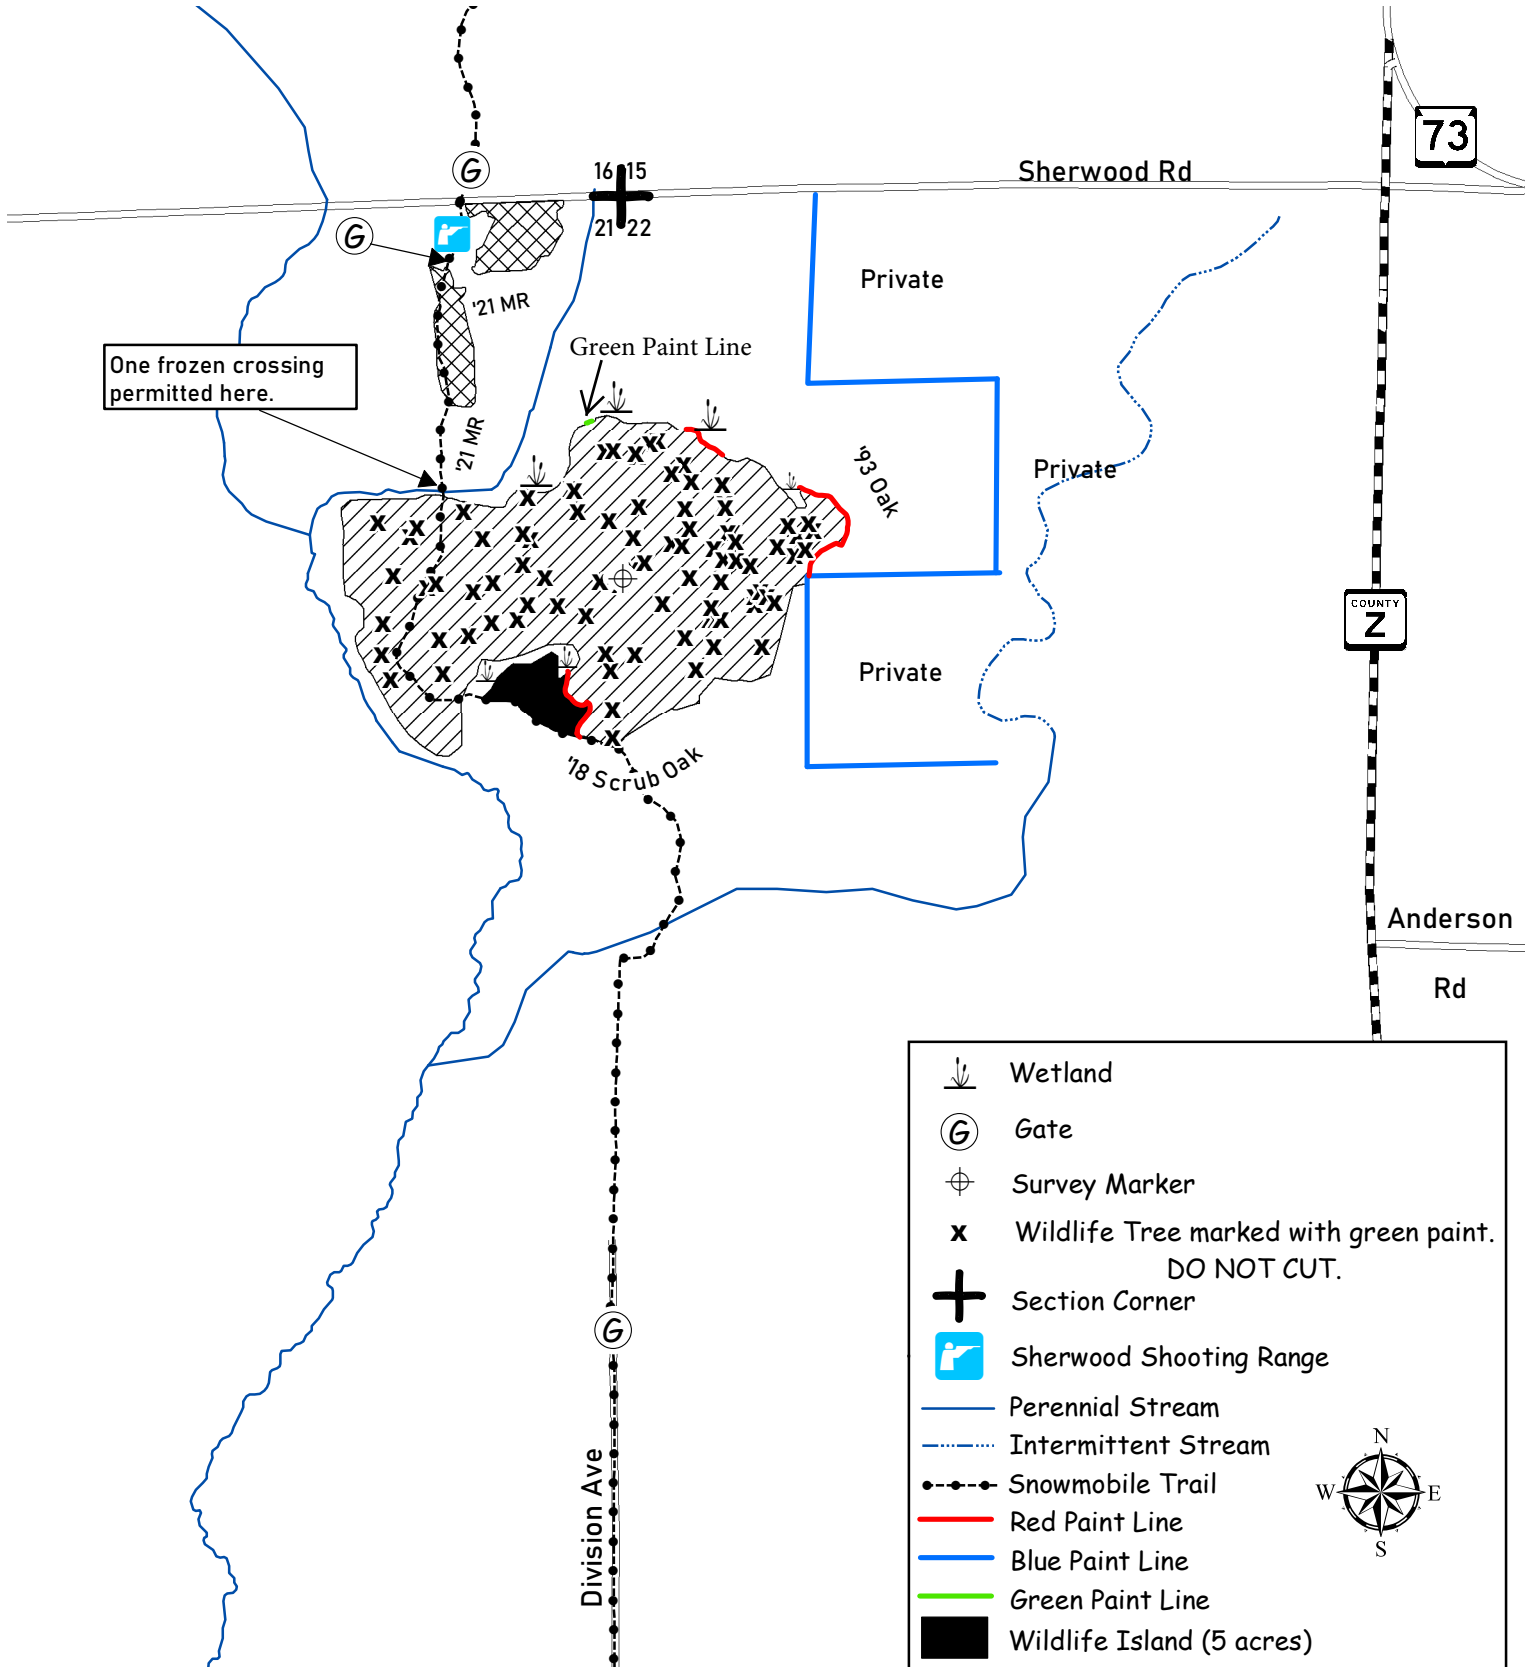 73
G
16 15
Sherwood Rd
21 22
G
Private
'21 MR
Green Paint Line
One frozen crossing
permitted here.
'21 MR
'93 Oak
Private
COUNTY
Z
Private
'18 Scrub Oak
Anderson
Rd
G
Division Ave
Wetland
G Gate
Survey Marker
x Wildlife Tree marked with green paint.
DO NOT CUT.
Section Corner
Sherwood Shooting Range
Perennial Stream
Intermittent Stream
Snowmobile Trail
Red Paint Line
Blue Paint Line
Green Paint Line
Wildlife Island (5 acres)
N
W E
S